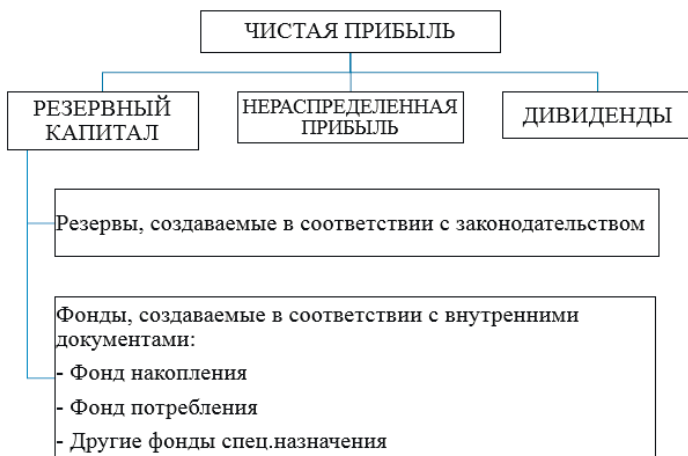 ЧИСТАЯ ПРИБЫЛЬ
РЕЗЕРВНЫЙ
КАПИТАЛ
НЕРАСПРЕДЕЛЕННАЯ
ПРИБЫЛЬ
ДИВИДЕНДЫ
Резервы, создаваемые в соответствии с законодательством
Фонды, создаваемые в соответствии с внутренними
документами:
- Фонд накопления
- Фонд потребления
- Другие фонды спец.назначения